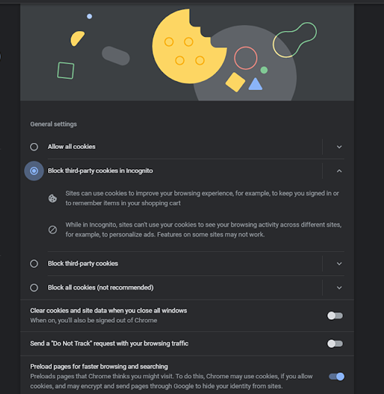 General settings
Allow all cookies
Block third-party cookies in Incognito
Sites can use cookies to improve your browsing experience, for example, to keep you signed in or
to remember items in your shopping cart
While in Incognito, sites can't use your cookies to see your browsing activity across different sites,
for example, to personalize ads. Features on some sites may not work.
Block third-party cookies
Block all cookies (not recommended)
Clear cookies and site data when you close all windows
When on, you'll also be signed out of Chrome
Send a "Do Not Track" request with your browsing traffic
Preload pages for faster browsing and searching
Preloads pages that Chrome thinks you might visit. To do this, Chrome may use cookies, if you allow
cookies, and may encrypt and send pages through Google to hide your identity from sites.